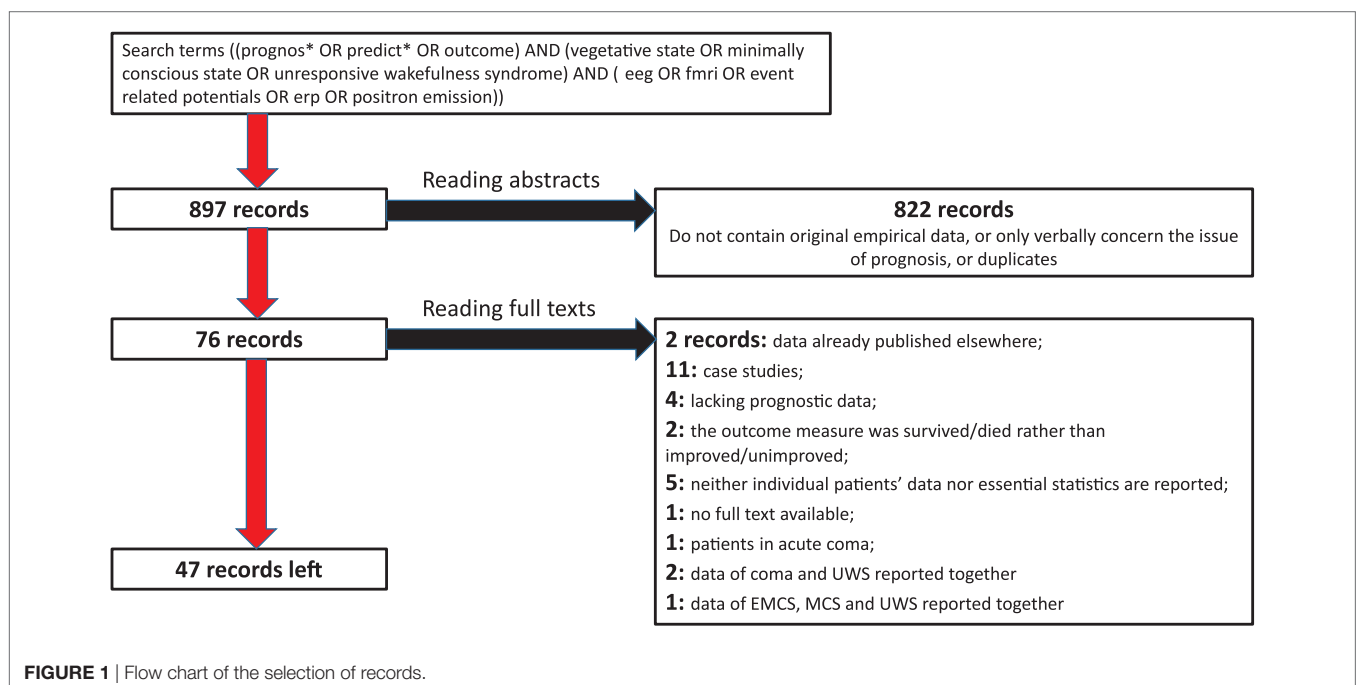 Search terms ((prognos* OR predict* OR outcome) AND (vegetative state OR minimally
conscious state OR unresponsive wakefulness syndrome) AND ( eeg OR fmri OR event
related potentials OR erp OR positron emission))
897 records
Reading abstracts
822 records
Do not contain original empirical data, or only verbally concern the issue
of prognosis, or duplicates
76 records
Reading full texts
2 records: data already published elsewhere;
11: case studies;
4: lacking prognostic data;
2: the outcome measure was survived/died rather than
improved/unimproved;
5: neither individual patients’ data nor essential statistics are reported;
1: no full text available;
1: patients in acute coma;
2: data of coma and UWS reported together
1: data of EMCS, MCS and UWS reported together
47 records left
FIGURE 1 | Flow chart of the selection of records.